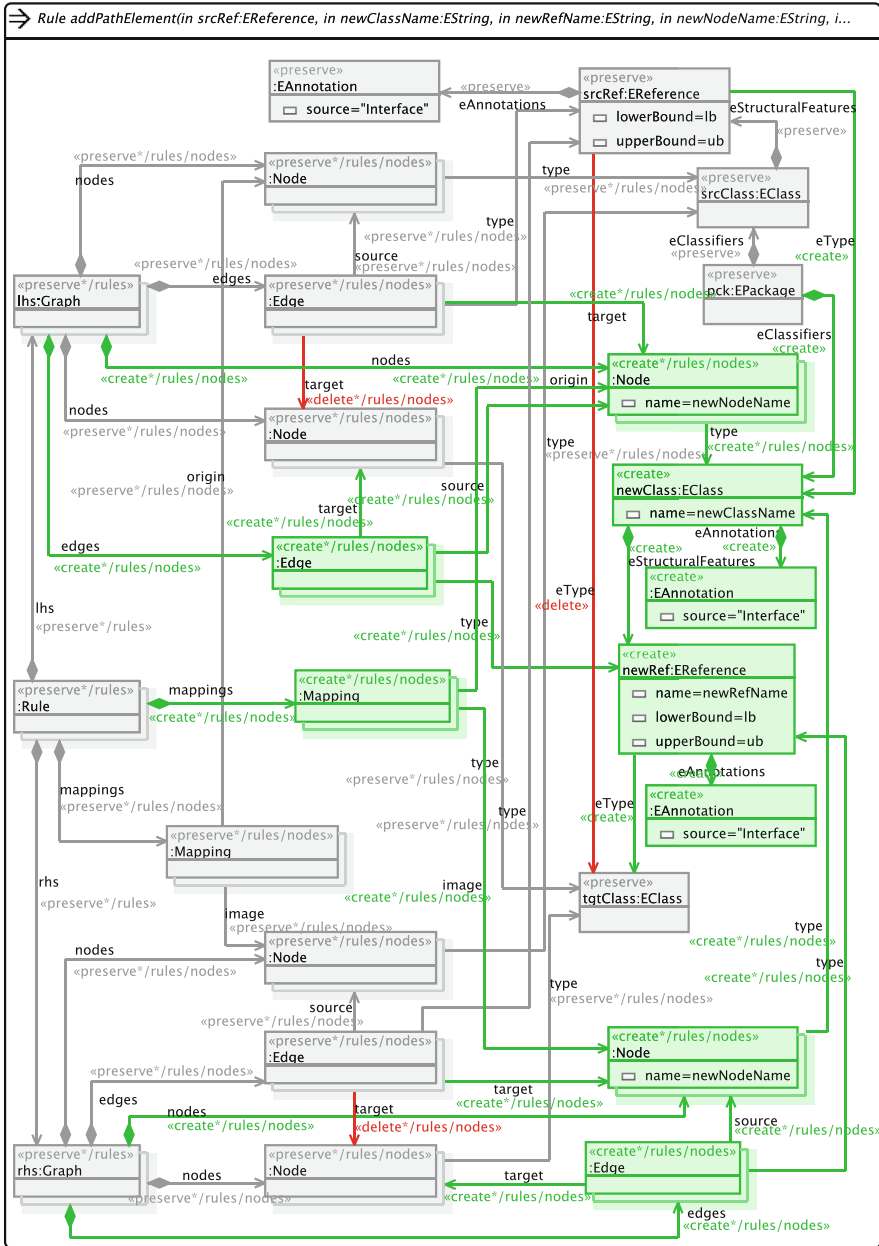 Rule addPathElement(in srcRef:EReference, in newClassName:EString, in newRefName:EString, in newNodeName:EString, i...
«preserve»
:EAnnotation
source="Interface"
«preserve»
eAnnotations
«preserve»
srcRef:EReference
lowerBound=lb
upperBound=ub
eStructuralFeatures
«preserve»
«preserve*/rules/nodes»
nodes
«preserve*/rules/nodes»
:Node
type
«preserve*/rules/nodes»
«preserve»
srcClass:EClass
type
«preserve*/rules/nodes»
eClassifiers
«preserve»
eType
«create»
source
«preserve*/rules/nodes»
«preserve*/rules/nodes»
edges
«preserve*/rules»
lhs:Graph
«preserve*/rules/nodes»
:Edge
«preserve»
pck:EPackage
«create*/rules/nodes»
target
eClassifiers
«create»
nodes
«create*/rules/nodes»
«create*/rules/nodes»
«create*/rules/nodes»
:Node
name=newNodeName
origin
target
«delete*/rules/nodes»
nodes
«preserve*/rules/nodes»
«preserve*/rules/nodes»
:Node
type
«create*/rules/nodes»
type
«preserve*/rules/nodes»
origin
«preserve*/rules/nodes»
source
«create*/rules/nodes»
target
«create*/rules/nodes»
«create»
newClass:EClass
name=newClassName
edges
«create*/rules/nodes»
«create*/rules/nodes»
:Edge
eAnnotations
«create»
«create»
eStructuralFeatures
«create»
:EAnnotation
source="Interface"
eType
«delete»
lhs
«preserve*/rules»
type
«create*/rules/nodes»
«create»
newRef:EReference
name=newRefName
lowerBound=lb
upperBound=ub
«preserve*/rules»
:Rule
mappings
«create*/rules/nodes»
«create*/rules/nodes»
:Mapping
type
«preserve*/rules/nodes»
eAnnotations
«create»
mappings
«preserve*/rules/nodes»
type
«preserve*/rules/nodes»
eType
«create»
«create»
:EAnnotation
source="Interface"
«preserve*/rules/nodes»
:Mapping
rhs
«preserve*/rules»
image
«create*/rules/nodes»
«preserve»
tgtClass:EClass
image
«preserve*/rules/nodes»
type
«create*/rules/nodes»
nodes
«preserve*/rules/nodes»
«preserve*/rules/nodes»
:Node
type
«create*/rules/nodes»
type
«preserve*/rules/nodes»
source
«preserve*/rules/nodes»
«preserve*/rules/nodes»
:Edge
«create*/rules/nodes»
:Node
name=newNodeName
«preserve*/rules/nodes»
edges
target
«create*/rules/nodes»
nodes
«create*/rules/nodes»
target
«delete*/rules/nodes»
source
«create*/rules/nodes»
«preserve*/rules»
rhs:Graph
nodes
«preserve*/rules/nodes»
«preserve*/rules/nodes»
:Node
target
«create*/rules/nodes»
«create*/rules/nodes»
:Edge
edges
«create*/rules/nodes»